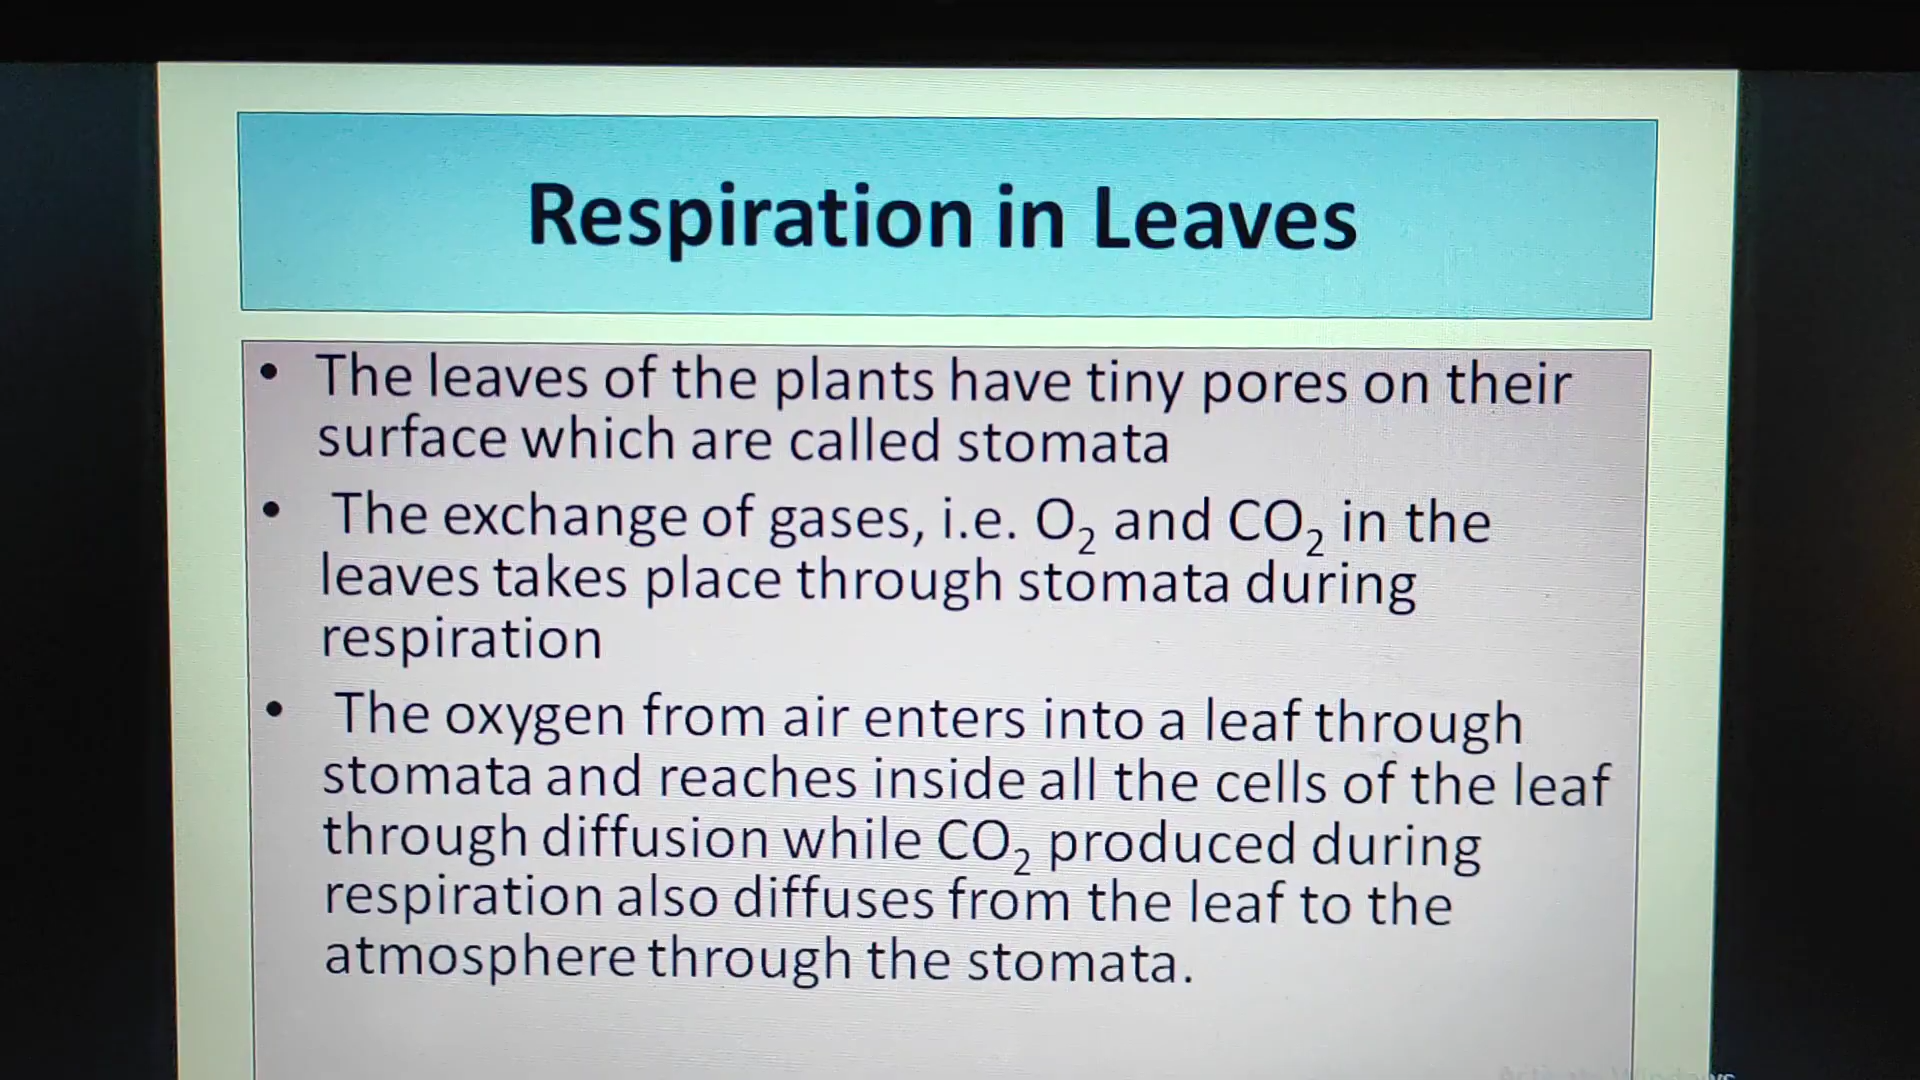 Respiration in Leaves
• The leaves of the plants have tiny pores on their
surface which are called stomata
• The exchange of gases, i.e. O₂ and CO₂ in the
leaves takes place through stomata during
respiration
• The oxygen from air enters into a leaf through
stomata and reaches inside all the cells of the leaf
through diffusion while CO₂ produced during
respiration also diffuses from the leaf to the
atmosphere through the stomata.